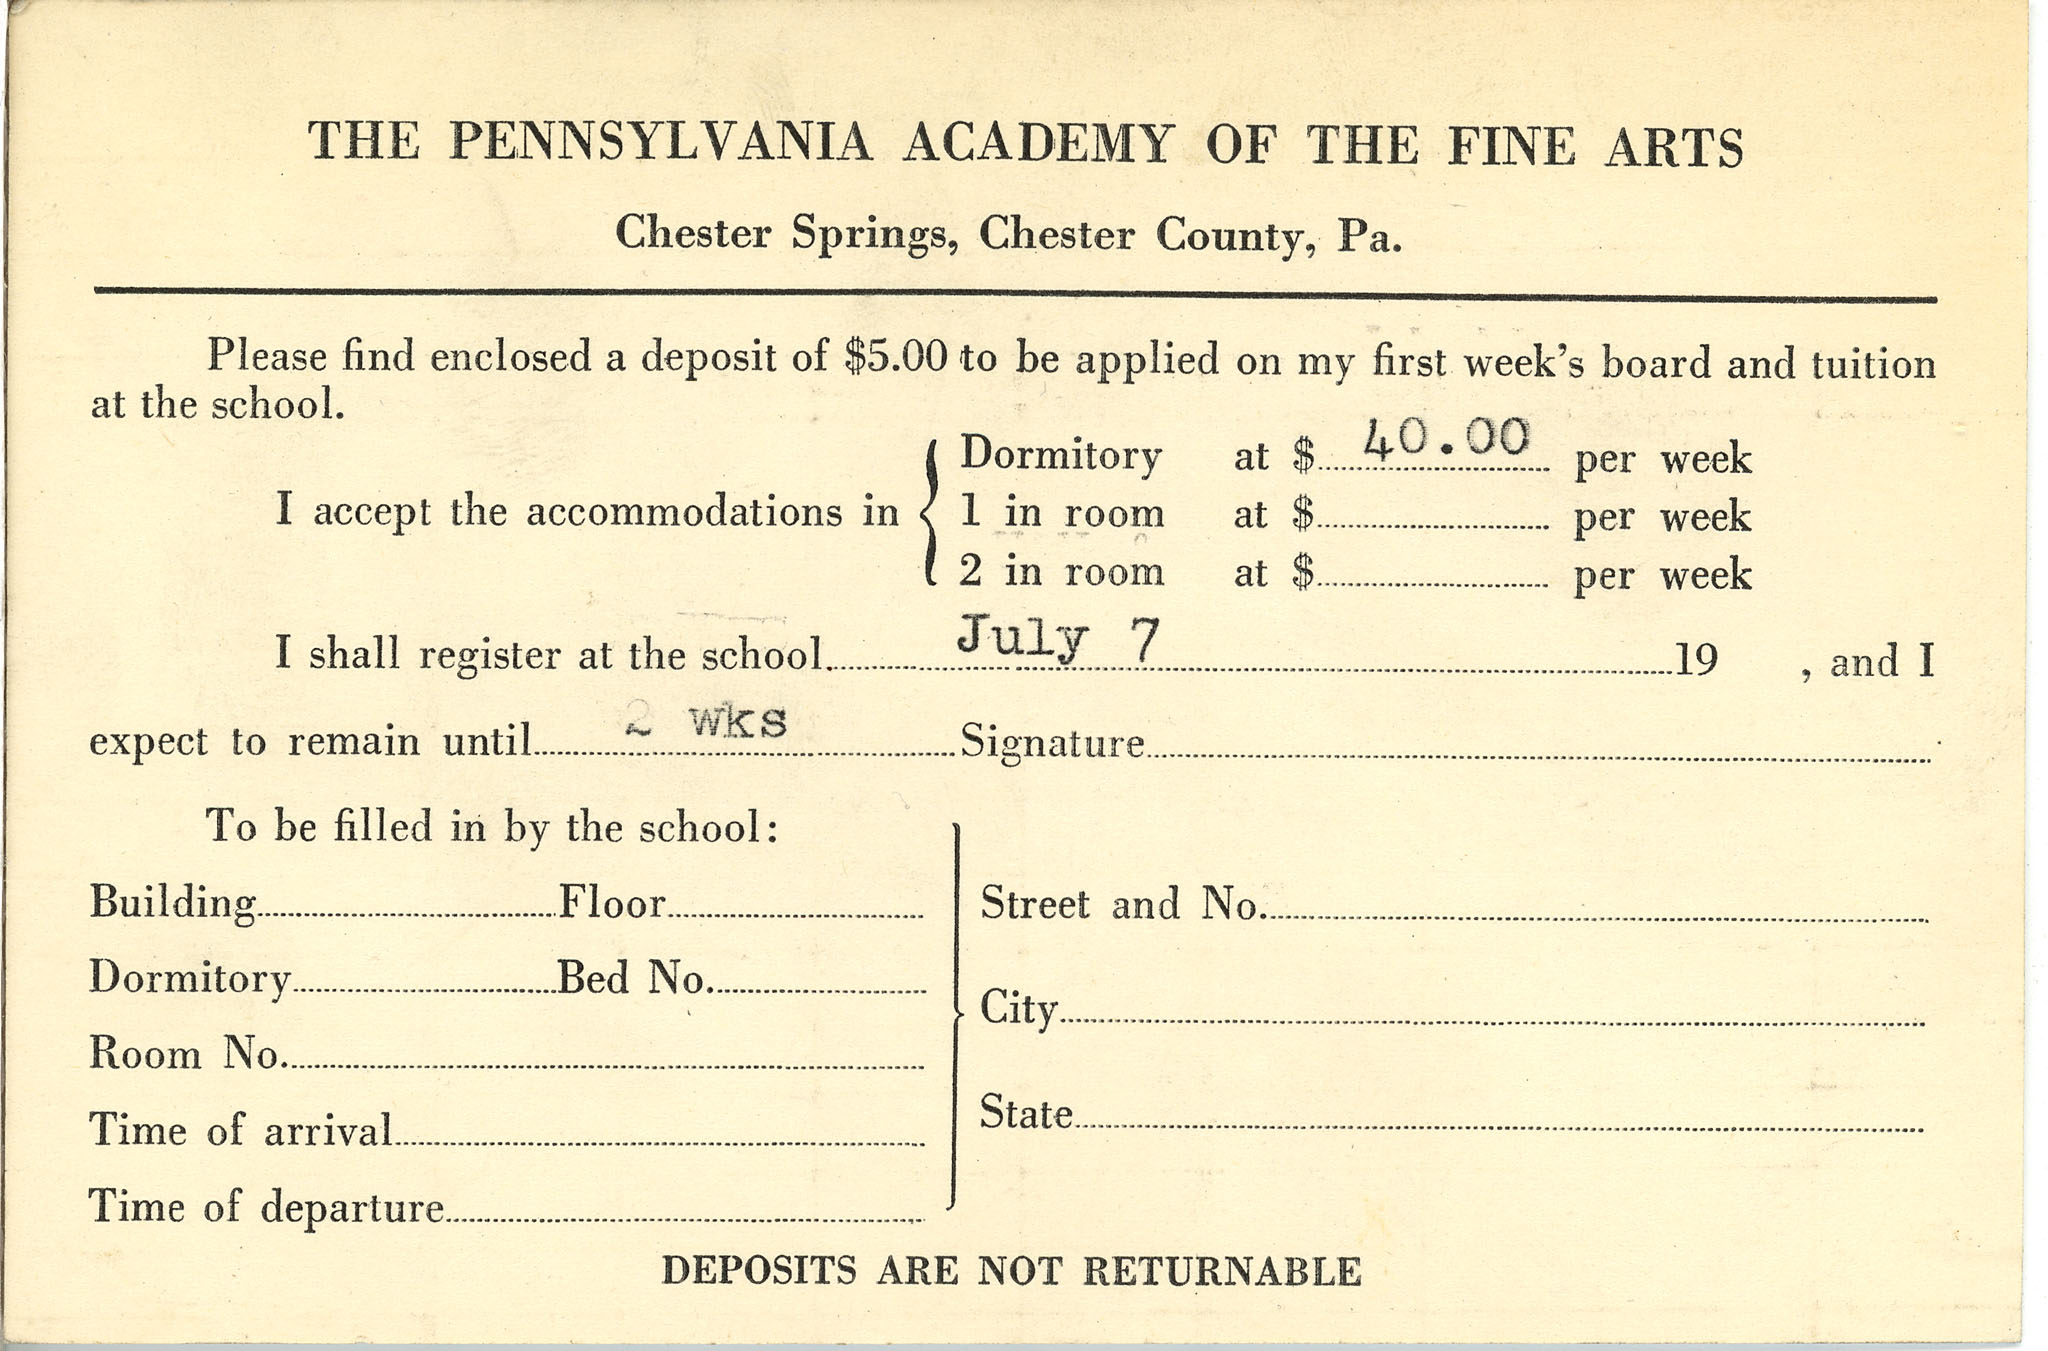 THE PENNSYLVANIA ACADEMY OF THE FINE ARTS
Chester Springs, Chester County, Pa.
Please find enclosed a deposit of $5.00 to be applied on my first week's board and tuition
at the school.
Dormitory at $ 40.00 per week
I accept the accommodations in { 1 in room at $ per week
2 in room at $ per week
I shall register at the school July 7 19 , and I
expect to remain until 2 wks Signature
To be filled in by the school:
Building Floor
Dormitory Bed No.
Room No.
Time of arrival
Time of departure
Street and No.
City
State
DEPOSITS ARE NOT RETURNABLE